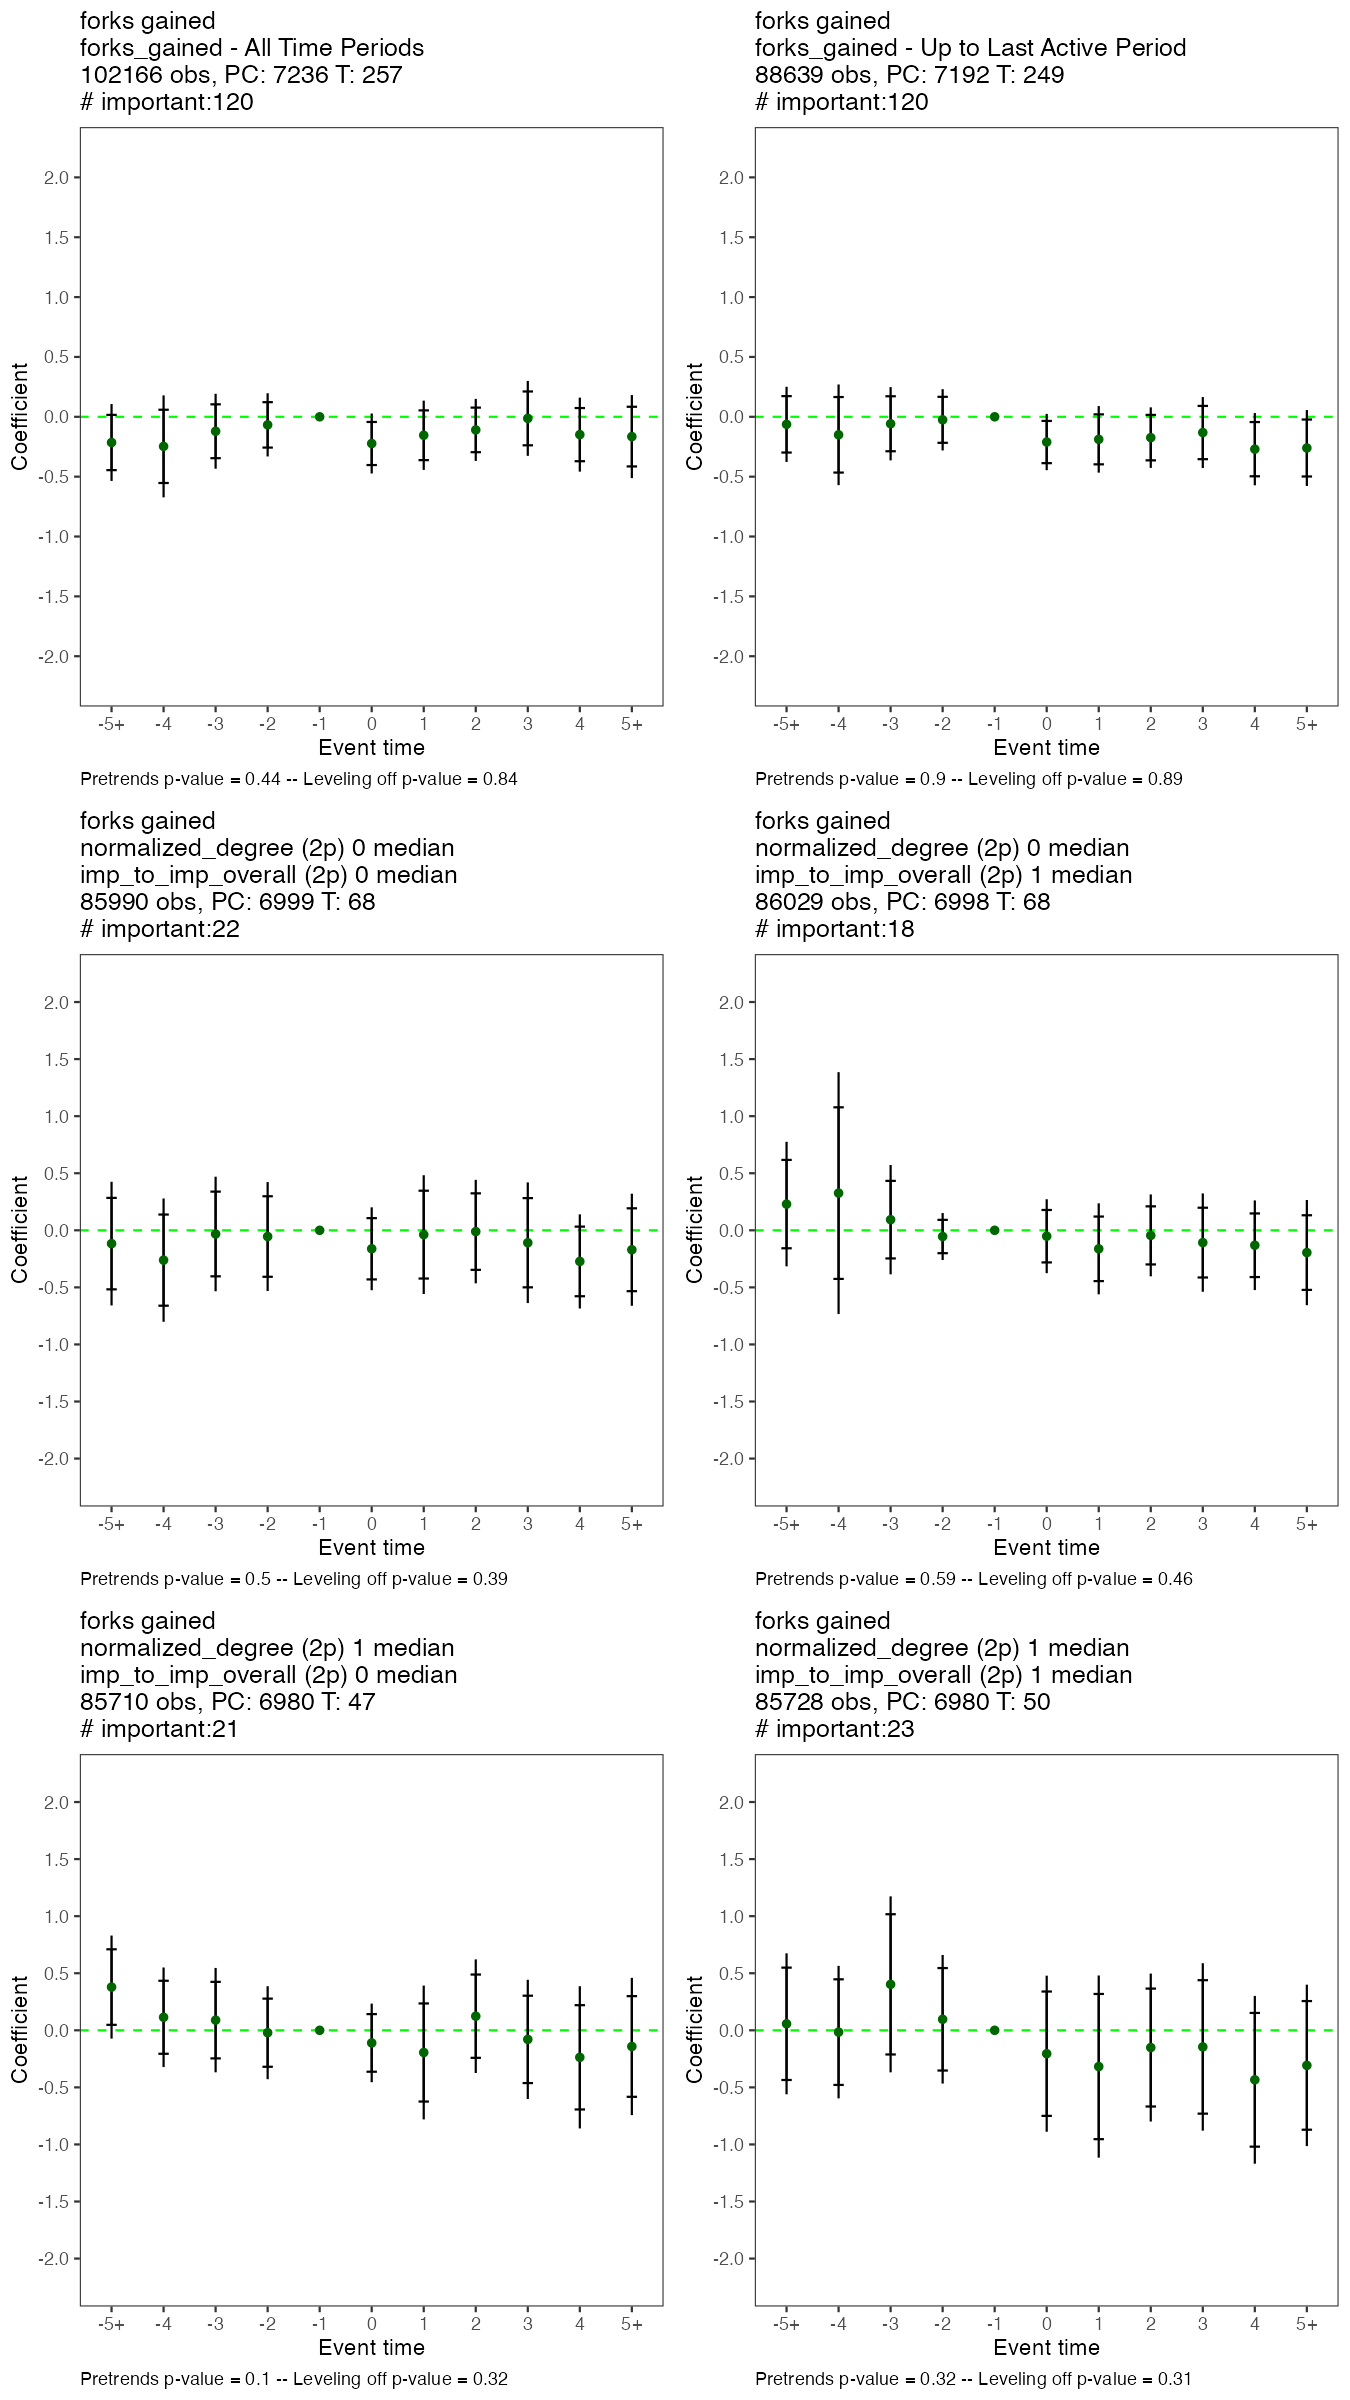 forks gained
forks_gained - All Time Periods
102166 obs, PC: 7236 T: 257
# important:120
Coefficient
2.0
1.5
1.0
0.5
0.0
-0.5
-1.0
-1.5
-2.0
-5+ -4 -3 -2 -1 0 1 2 3 4 5+
Event time
Pretrends p-value = 0.44 -- Leveling off p-value = 0.84
forks gained
forks_gained - Up to Last Active Period
88639 obs, PC: 7192 T: 249
# important:120
Coefficient
2.0
1.5
1.0
0.5
0.0
-0.5
-1.0
-1.5
-2.0
-5+ -4 -3 -2 -1 0 1 2 3 4 5+
Event time
Pretrends p-value = 0.9 -- Leveling off p-value = 0.89
forks gained
normalized_degree (2p) 0 median
imp_to_imp_overall (2p) 0 median
85990 obs, PC: 6999 T: 68
# important:22
Coefficient
2.0
1.5
1.0
0.5
0.0
-0.5
-1.0
-1.5
-2.0
-5+ -4 -3 -2 -1 0 1 2 3 4 5+
Event time
Pretrends p-value = 0.5 -- Leveling off p-value = 0.39
forks gained
normalized_degree (2p) 0 median
imp_to_imp_overall (2p) 1 median
86029 obs, PC: 6998 T: 68
# important:18
Coefficient
2.0
1.5
1.0
0.5
0.0
-0.5
-1.0
-1.5
-2.0
-5+ -4 -3 -2 -1 0 1 2 3 4 5+
Event time
Pretrends p-value = 0.59 -- Leveling off p-value = 0.46
forks gained
normalized_degree (2p) 1 median
imp_to_imp_overall (2p) 0 median
85710 obs, PC: 6980 T: 47
# important:21
Coefficient
2.0
1.5
1.0
0.5
0.0
-0.5
-1.0
-1.5
-2.0
-5+ -4 -3 -2 -1 0 1 2 3 4 5+
Event time
Pretrends p-value = 0.1 -- Leveling off p-value = 0.32
forks gained
normalized_degree (2p) 1 median
imp_to_imp_overall (2p) 1 median
85728 obs, PC: 6980 T: 50
# important:23
Coefficient
2.0
1.5
1.0
0.5
0.0
-0.5
-1.0
-1.5
-2.0
-5+ -4 -3 -2 -1 0 1 2 3 4 5+
Event time
Pretrends p-value = 0.32 -- Leveling off p-value = 0.31